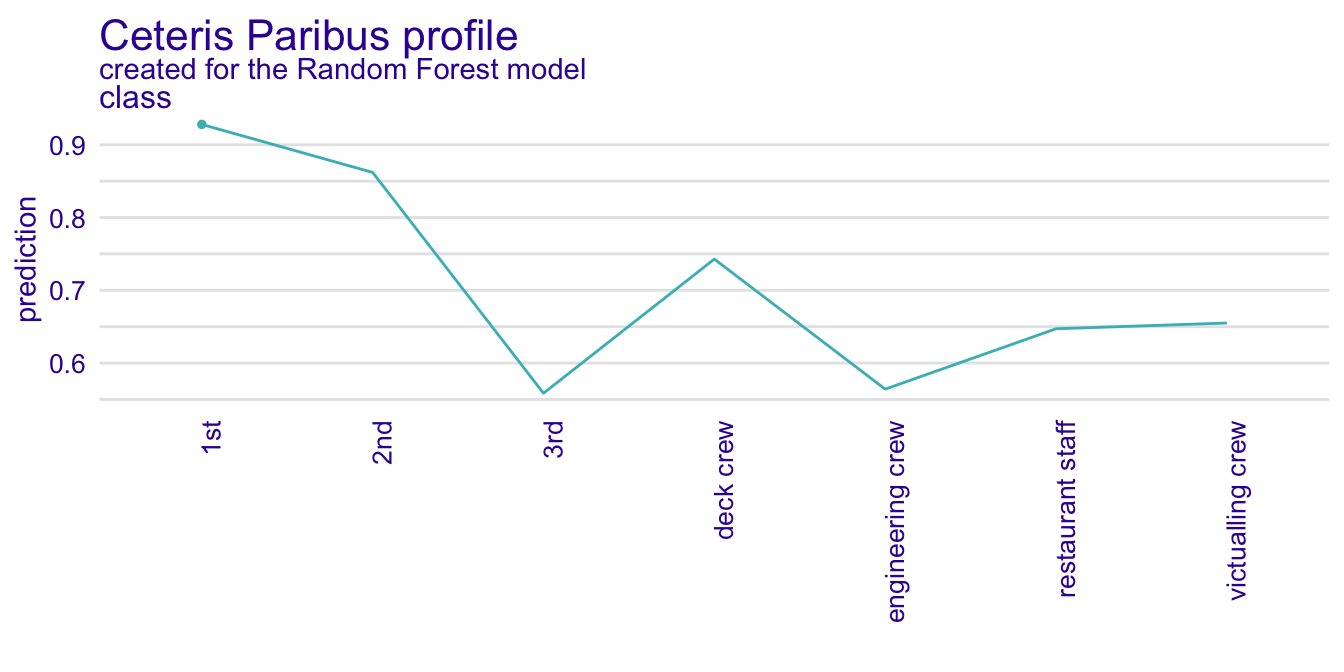 Ceteris Paribus profile
created for the Random Forest model
class
prediction
0.9
0.8
0.7
0.6
1st
2nd
3rd
deck crew
engineering crew
restaurant staff
victualling crew